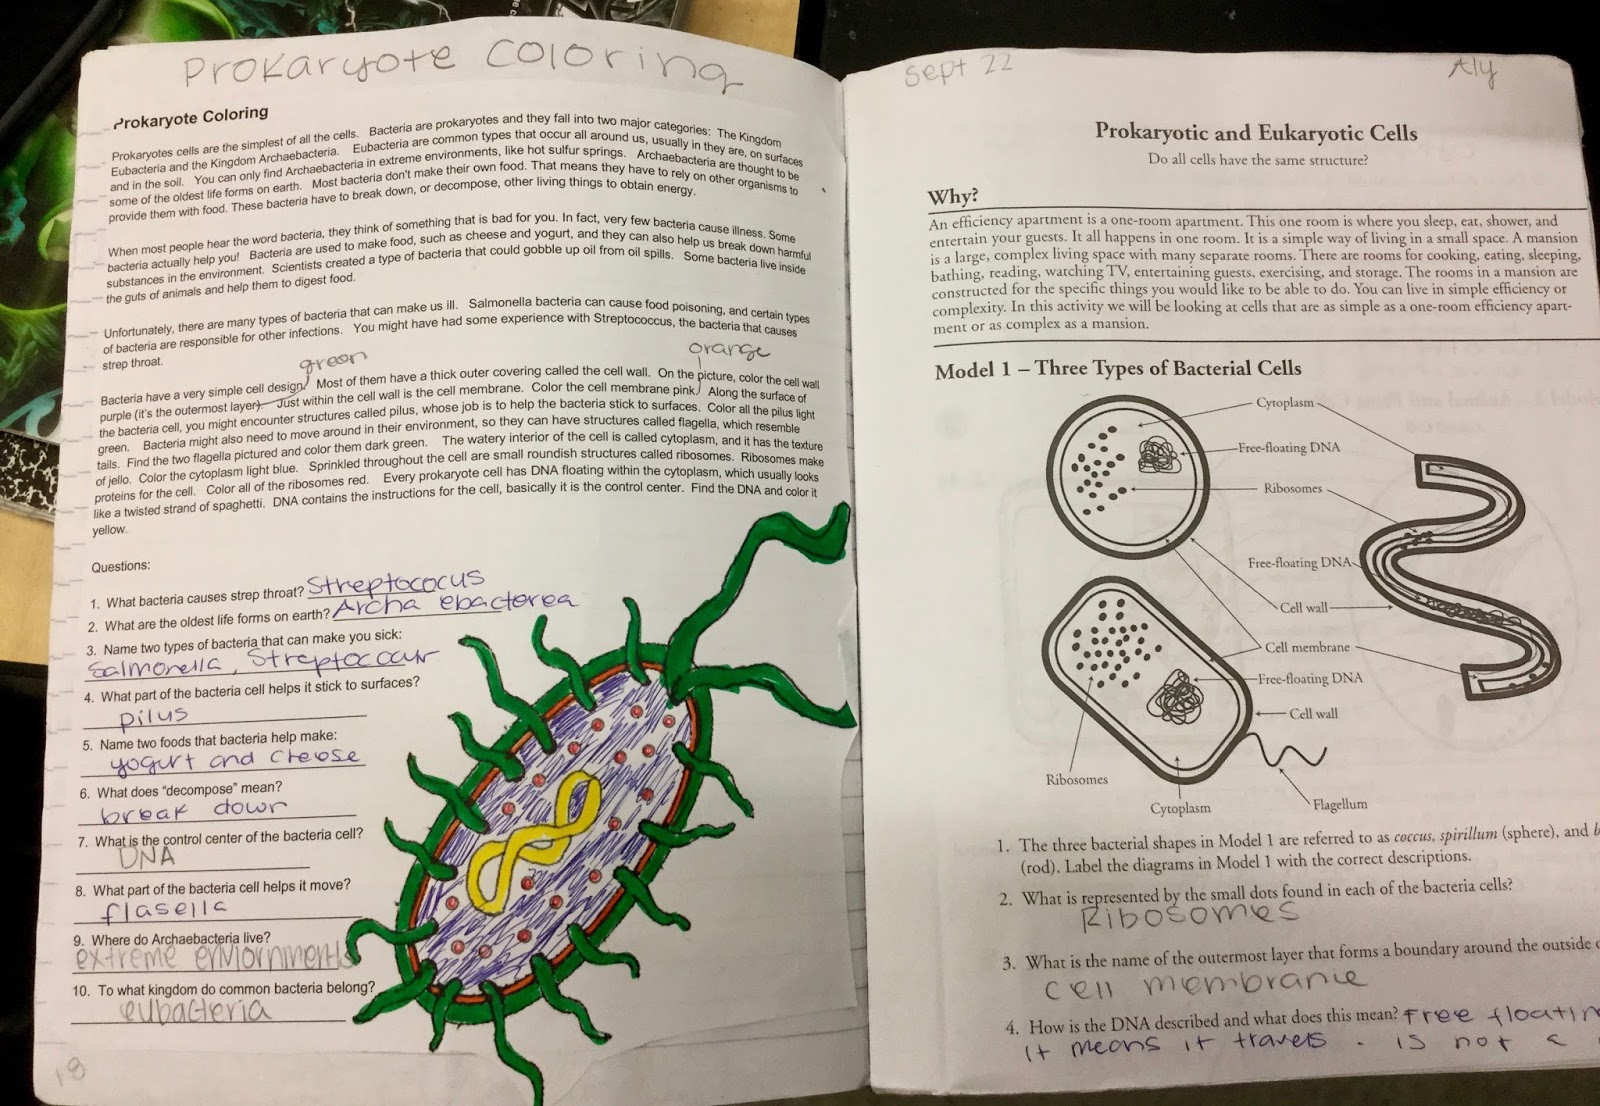 Prokaryote Coloring
Prokaryote Coloring
Prokaryotes cells are the simplest of all the cells. Bacteria are prokaryotes and they fall into two major categories: The Kingdom
Eubacteria and the Kingdom Archaebacteria. Eubacteria are common types that occur all around us, usually in they are, on surfaces
and in the soil. You can only find Archaebacteria in extreme environments, like hot sulfur springs. Archaebacteria are thought to be
some of the oldest life forms on earth. Most bacteria don't make their own food. That means they have to rely on other organisms to
provide them with food. These bacteria have to break down, or decompose, other living things to obtain energy.
When most people hear the word bacteria, they think of something that is bad for you. In fact, very few bacteria cause illness. Some
bacteria actually help you! Bacteria are used to make food, such as cheese and yogurt, and they can also help us break down harmful
substances in the environment. Scientists created a type of bacteria that could gobble up oil from oil spills. Some bacteria live inside
the guts of animals and help them to digest food.
Unfortunately, there are many types of bacteria that can make us ill. Salmonella bacteria can cause food poisoning, and certain types
of bacteria are responsible for other infections. You might have had some experience with Streptococcus, the bacteria that causes
strep throat.
green
orange
Bacteria have a very simple cell design. Most of them have a thick outer covering called the cell wall. On the picture, color the cell wall
purple (it's the outermost layer). Just within the cell wall is the cell membrane. Color the cell membrane pink. Along the surface of
the bacteria cell, you might encounter structures called pilus, whose job is to help the bacteria stick to surfaces. Color all the pilus light
green. Bacteria might also need to move around in their environment, so they can have structures called flagella, which resemble
tails. Find the two flagella pictured and color them dark green. The watery interior of the cell is called cytoplasm, and it has the texture
of jello. Color the cytoplasm light blue. Sprinkled throughout the cell are small roundish structures called ribosomes. Ribosomes make
proteins for the cell. Color all of the ribosomes red. Every prokaryote cell has DNA floating within the cytoplasm, which usually looks
like a twisted strand of spaghetti. DNA contains the instructions for the cell, basically it is the control center. Find the DNA and color it
yellow.
Questions:
1. What bacteria causes strep throat? Streptococus
2. What are the oldest life forms on earth? Archa ebacterea
3. Name two types of bacteria that can make you sick:
Salmonella, Streptococcur
4. What part of the bacteria cell helps it stick to surfaces?
pilus
5. Name two foods that bacteria help make:
yogurt and cheose
6. What does "decompose" mean?
break down
7. What is the control center of the bacteria cell?
DNA
8. What part of the bacteria cell helps it move?
flasella
9. Where do Archaebacteria live?
extreme
10. To what kingdom do common bacteria belong?
eubacteria
18
Sept 22
Aly
Prokaryotic and Eukaryotic Cells
Do all cells have the same structure?
Why?
An efficiency apartment is a one-room apartment. This one room is where you sleep, eat, shower, and
entertain your guests. It all happens in one room. It is a simple way of living in a small space. A mansion
is a large, complex living space with many separate rooms. There are rooms for cooking, eating, sleeping,
bathing, reading, watching TV, entertaining guests, exercising, and storage. The rooms in a mansion are
constructed for the specific things you would like to be able to do. You can live in simple efficiency or
complexity. In this activity we will be looking at cells that are as simple as a one-room efficiency apart-
ment or as complex as a mansion.
Model 1 – Three Types of Bacterial Cells
Cytoplasm
Free-floating DNA
Ribosomes
Free-floating DNA
Cell wall
Cell membrane
Free-floating DNA
Cell wall
Ribosomes
Cytoplasm
Flagellum
1. The three bacterial shapes in Model 1 are referred to as coccus, spirillum (sphere), and b
(rod). Label the diagrams in Model 1 with the correct descriptions.
2. What is represented by the small dots found in each of the bacteria cells?
Ribosomes
3. What is the name of the outermost layer that forms a boundary around the outside
cell membrane
4. How is the DNA described and what does this mean? Free floatin
it means it travels. is not a